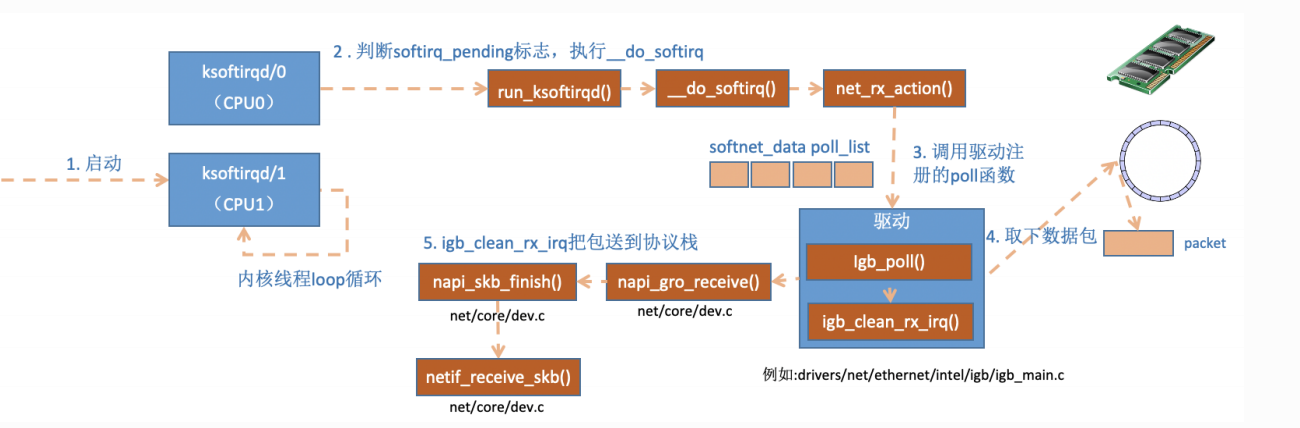 ksoftirqd/0
（CPU0）
2 . 判断softirq_pending标志，执行__do_softirq
run_ksoftirqd()
__do_softirq()
net_rx_action()
1. 启动
ksoftirqd/1
（CPU1）
内核线程loop循环
softnet_data poll_list
3. 调用驱动注
册的poll函数
驱动
Igb_poll()
igb_clean_rx_irq()
4. 取下数据包
packet
5. igb_clean_rx_irq把包送到协议栈
napi_skb_finish()
net/core/dev.c
napi_gro_receive()
net/core/dev.c
netif_receive_skb()
net/core/dev.c
例如:drivers/net/ethernet/intel/igb/igb_main.c